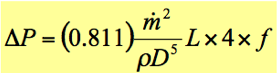 ΔP = (0.811) ṁ² / ρD⁵ L × 4 × f